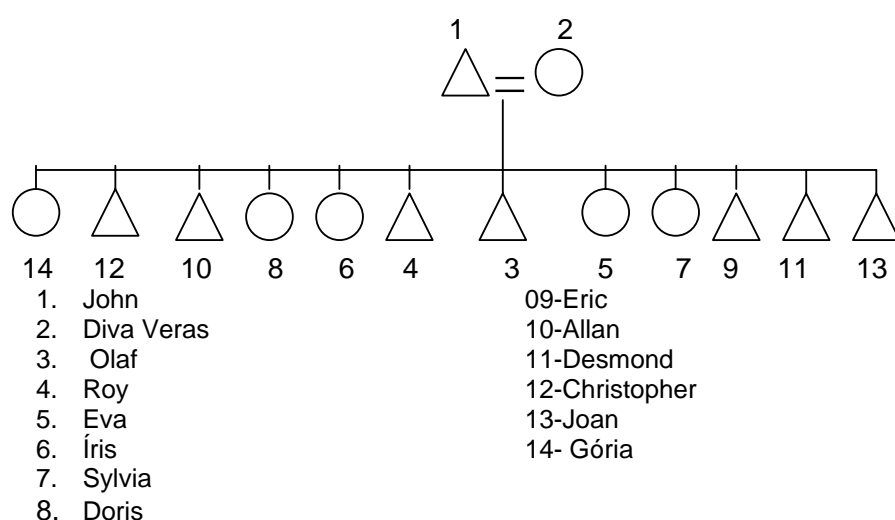 1 2
14 12 10 8 6 4 3 5 7 9 11 13
1. John
2. Diva Veras
3. Olaf
4. Roy
5. Eva
6. Íris
7. Sylvia
8. Doris
09-Eric
10-Allan
11-Desmond
12-Christopher
13-Joan
14- Gória